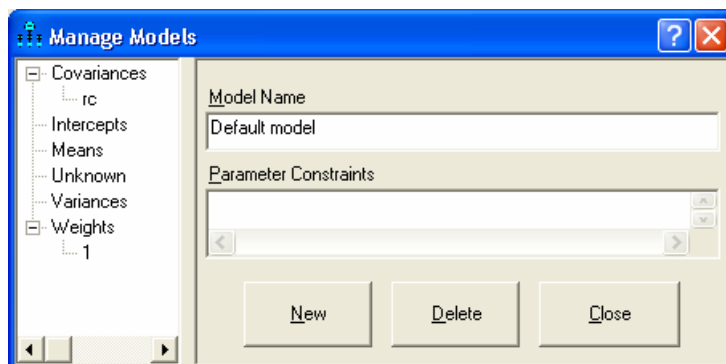 Manage Models
Covariances
rc
Intercepts
Means
Unknown
Variances
Weights
1
Model Name
Default model
Parameter Constraints
New
Delete
Close